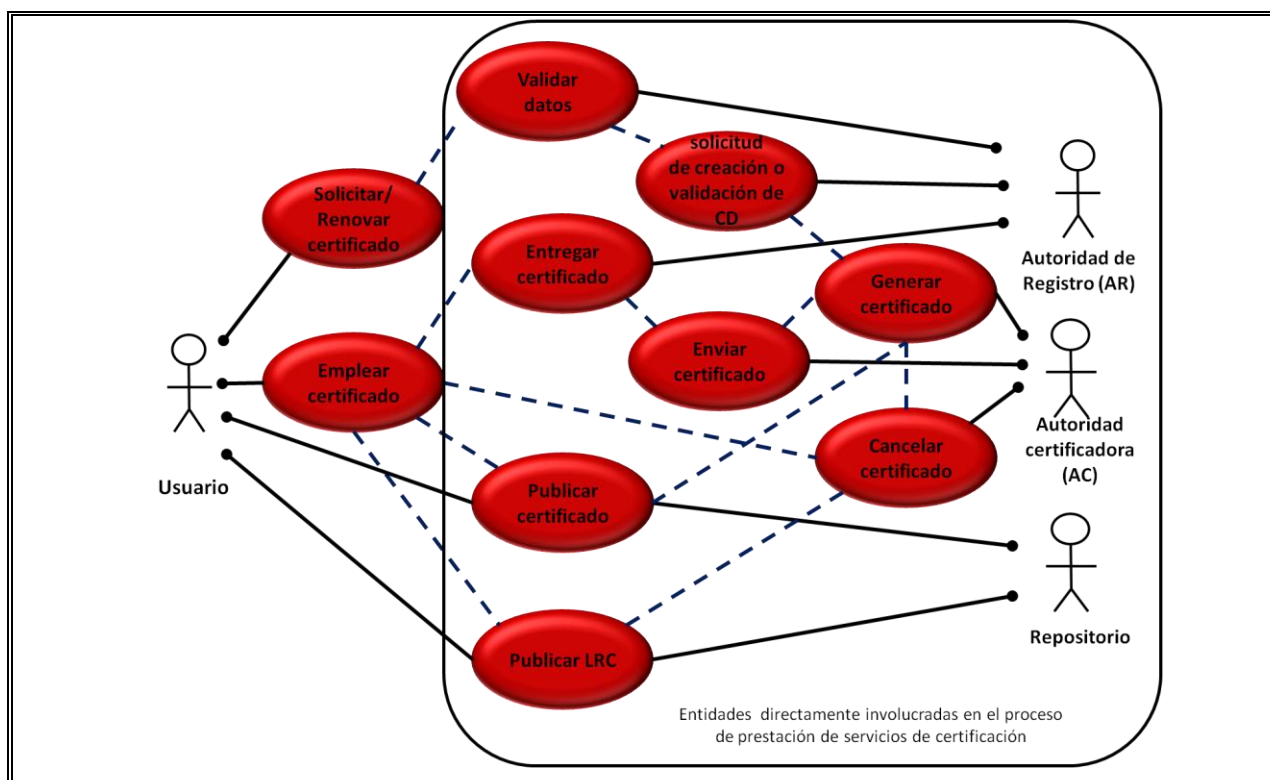 Validar
datos
solicitud
de creación o
validación de
CD
Solicitar/
Renovar
certificado
Entregar
certificado
Generar
certificado
Autoridad de
Registro (AR)
Enviar
certificado
Emplear
certificado
Autoridad
certificadora
(AC)
Cancelar
certificado
Usuario
Publicar
certificado
Repositorio
Publicar LRC
Entidades directamente involucradas en el proceso
de prestación de servicios de certificación